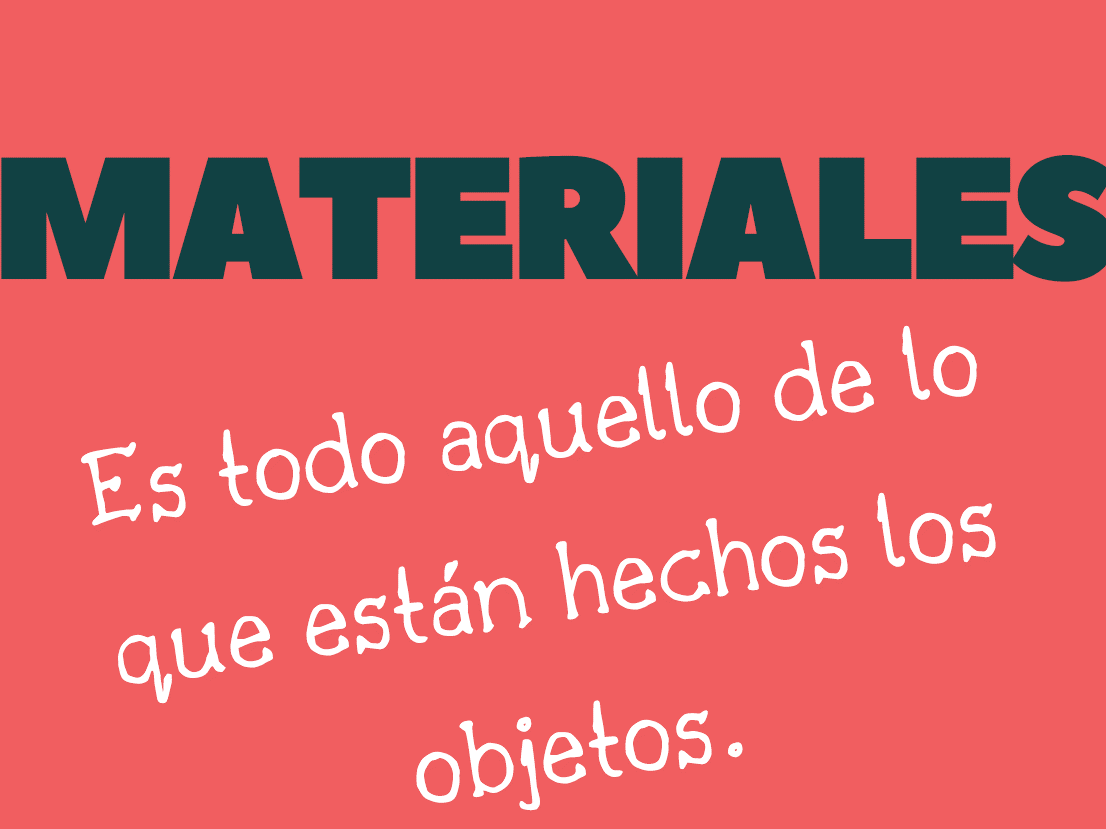 MATERIALES
Es todo aquello de lo
que están hechos los
objetos.